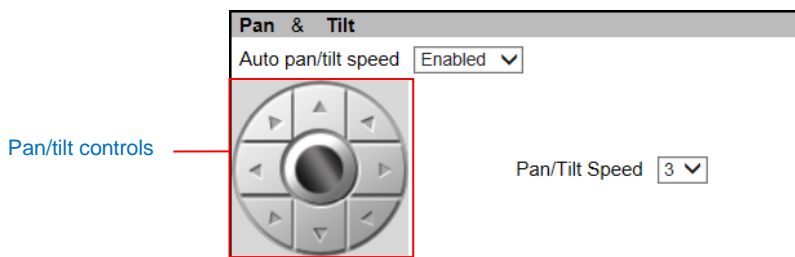 Pan & Tilt
Auto pan/tilt speed Enabled
Pan/tilt controls
Pan/Tilt Speed 3